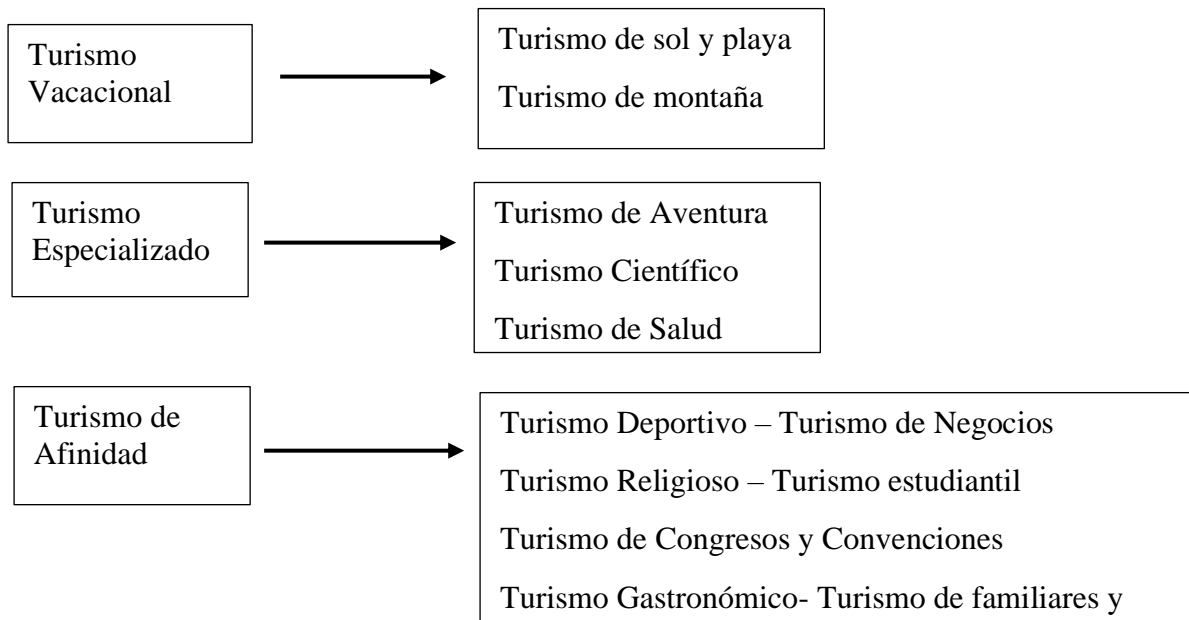 Turismo
Vacacional
Turismo de sol y playa
Turismo de montaña
Turismo
Especializado
Turismo de Aventura
Turismo Científico
Turismo de Salud
Turismo de
Afinidad
Turismo Deportivo – Turismo de Negocios
Turismo Religioso – Turismo estudiantil
Turismo de Congresos y Convenciones
Turismo Gastronómico- Turismo de familiares y